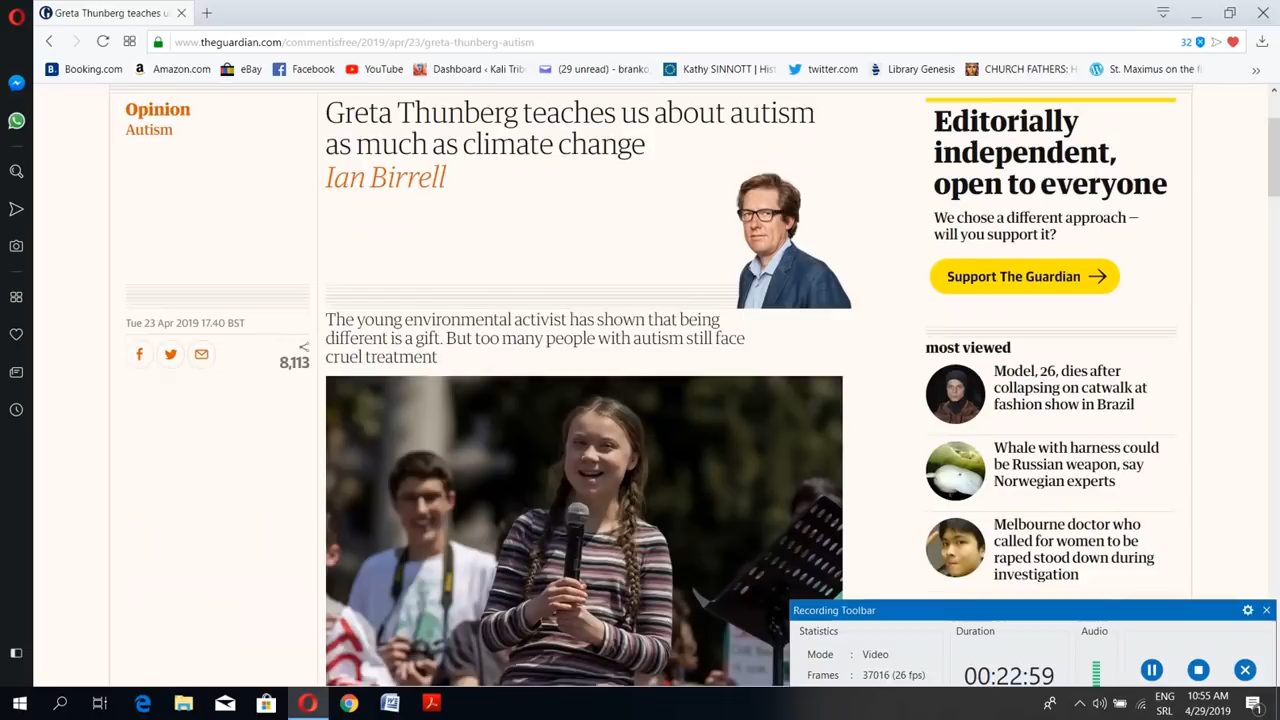 Greta Thunberg teaches u
www.theguardian.com/commentisfree/2019/apr/23/greta-thunberg-autism
32
Booking.com
Amazon.com
eBay
Facebook
YouTube
Dashboard ‹ Kali Trib
(29 unread) - branko
Kathy SINNOTT | Hist
twitter.com
Library Genesis
CHURCH FATHERS: H
St. Maximus on the f
Opinion
Autism
Greta Thunberg teaches us about autism
as much as climate change
Ian Birrell
Editorially
independent,
open to everyone
We chose a different approach —
will you support it?
Support The Guardian
Tue 23 Apr 2019 17.40 BST
8,113
The young environmental activist has shown that being
different is a gift. But too many people with autism still face
cruel treatment
most viewed
Model, 26, dies after
collapsing on catwalk at
fashion show in Brazil
Whale with harness could
be Russian weapon, say
Norwegian experts
Melbourne doctor who
called for women to be
raped stood down during
investigation
Recording Toolbar
Statistics
Duration
Audio
Mode : Video
Frames : 37016 (26 fps)
00:22:59
ENG
SRL
10:55 AM
4/29/2019
1